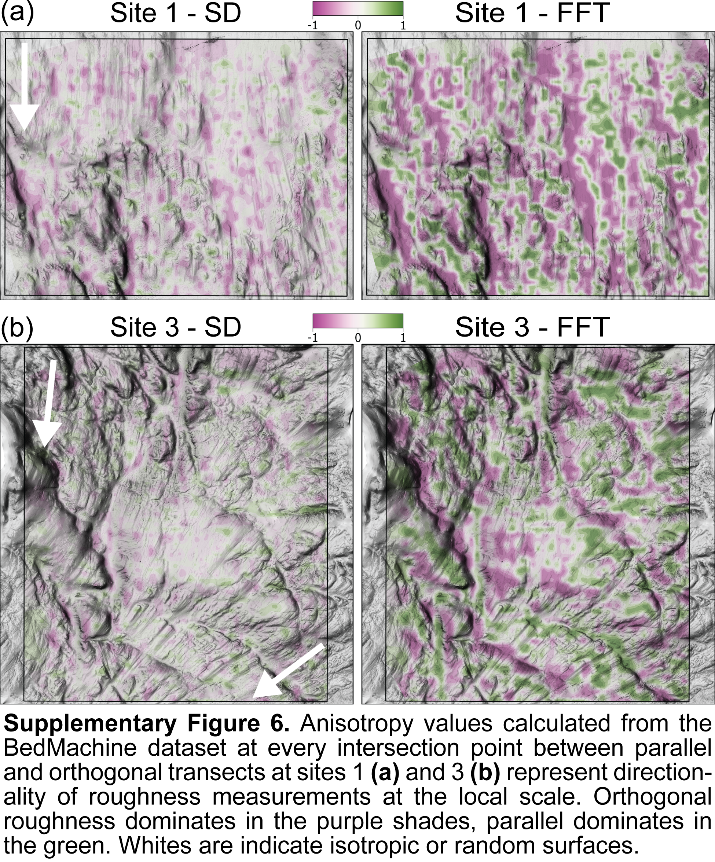 (a) Site 1 - SD -1 0 1 Site 1 - FFT
(b) Site 3 - SD -1 0 1 Site 3 - FFT
Supplementary Figure 6. Anisotropy values calculated from the
BedMachine dataset at every intersection point between parallel
and orthogonal transects at sites 1 (a) and 3 (b) represent direction-
ality of roughness measurements at the local scale. Orthogonal
roughness dominates in the purple shades, parallel dominates in
the green. Whites are indicate isotropic or random surfaces.